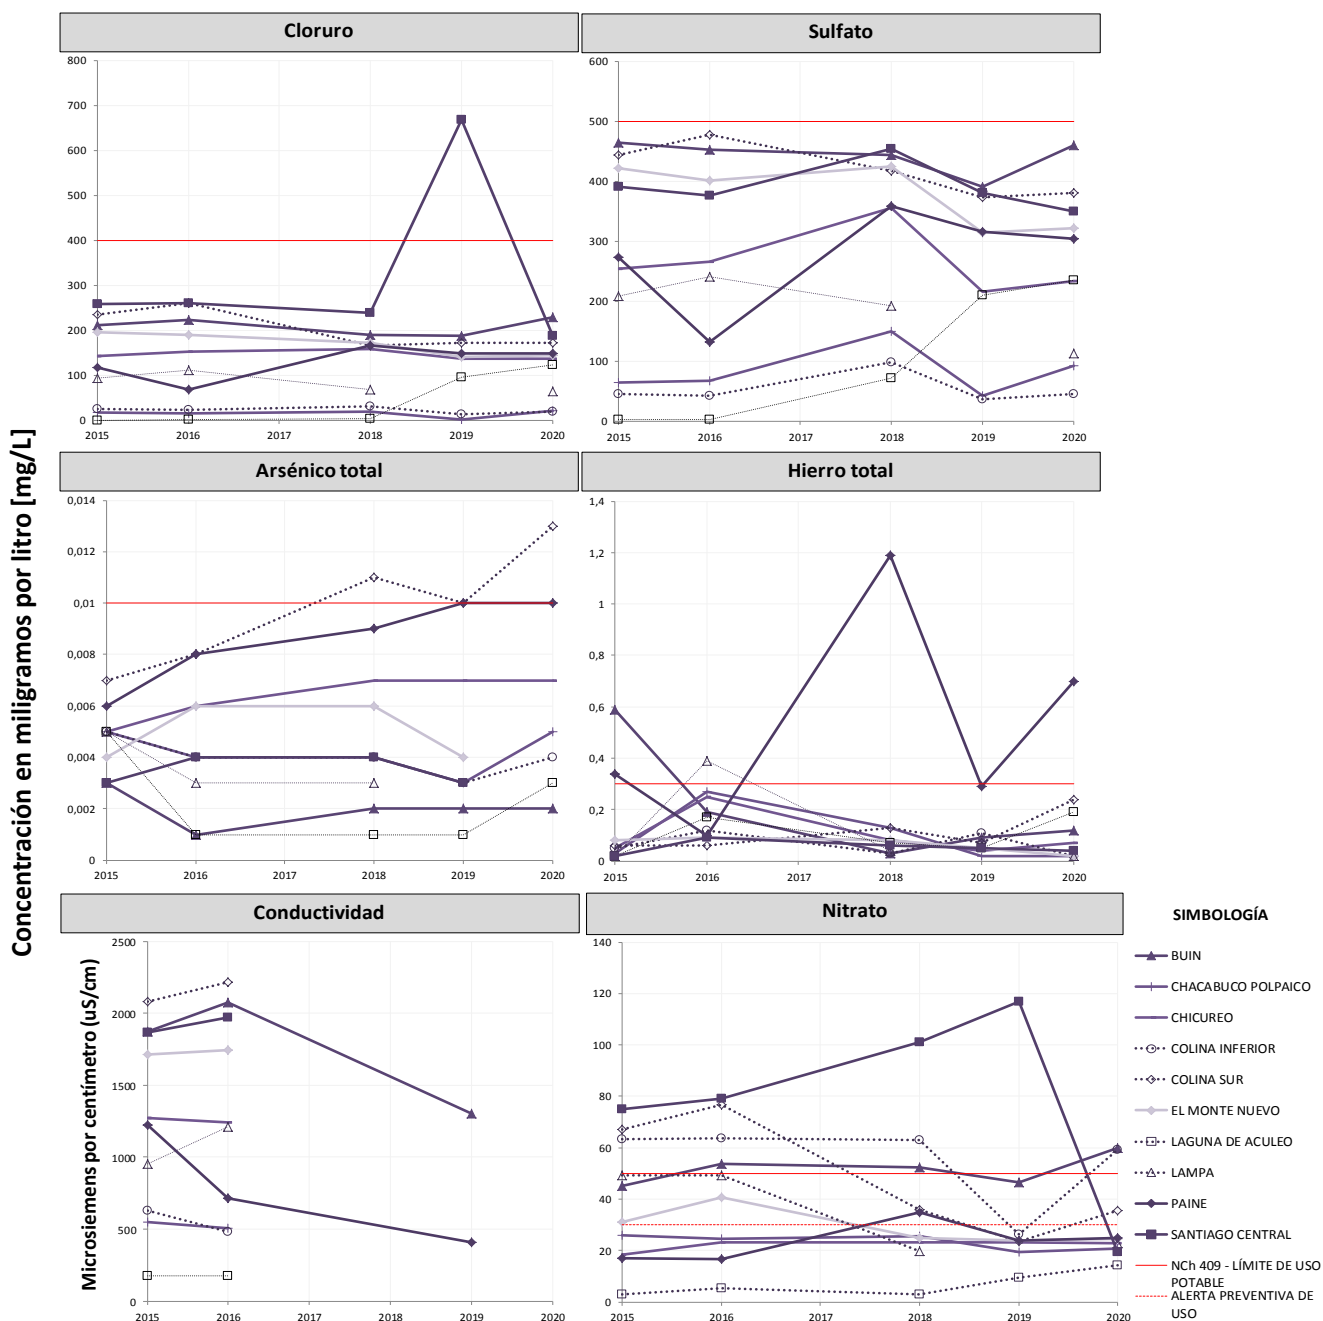 Cloruro
Sulfato
800
700
600
500
400
300
200
100
0
2015 2016 2017 2018 2019 2020
600
500
400
300
200
100
0
2015 2016 2017 2018 2019 2020
Concentración en miligramos por litro [mg/L]
Arsénico total
Hierro total
0,014
0,012
0,01
0,008
0,006
0,004
0,002
0
2015 2016 2017 2018 2019 2020
1,4
1,2
1
0,8
0,6
0,4
0,2
0
2015 2016 2017 2018 2019 2020
Conductividad
Nitrato
Microsiemens por centímetro (uS/cm)
2500
2000
1500
1000
500
0
2015 2016 2017 2018 2019 2020
140
120
100
80
60
40
20
0
2015 2016 2017 2018 2019 2020
SIMBOLOGÍA
BUIN
CHACABUCO POLPAICO
CHICUREO
COLINA INFERIOR
COLINA SUR
EL MONTE NUEVO
LAGUNA DE ACULEO
LAMPA
PAINE
SANTIAGO CENTRAL
NCh 409 - LÍMITE DE USO
POTABLE
ALERTA PREVENTIVA DE
USO